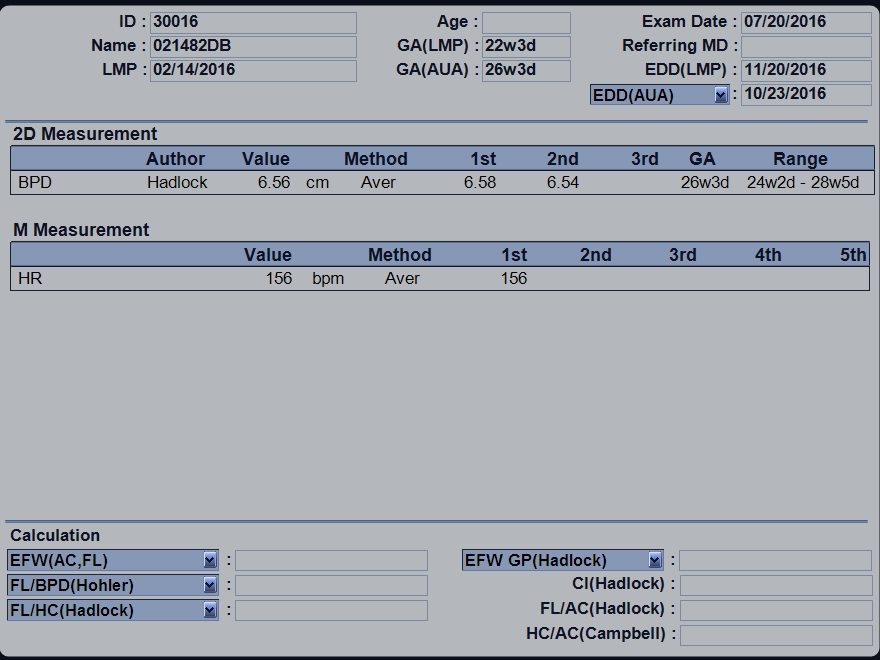 ID : 30016 Age : Exam Date : 07/20/2016
Name : 021482DB GA(LMP) : 22w3d Referring MD :
LMP : 02/14/2016 GA(AUA) : 26w3d EDD(LMP) : 11/20/2016
EDD(AUA) : 10/23/2016
2D Measurement
Author Value Method 1st 2nd 3rd GA Range
BPD Hadlock 6.56 cm Aver 6.58 6.54 26w3d 24w2d - 28w5d
M Measurement
Value Method 1st 2nd 3rd 4th 5th
HR 156 bpm Aver 156
Calculation
EFW(AC,FL) : EFW GP(Hadlock) :
FL/BPD(Hohler) : CI(Hadlock) :
FL/HC(Hadlock) : FL/AC(Hadlock) :
HC/AC(Campbell) :